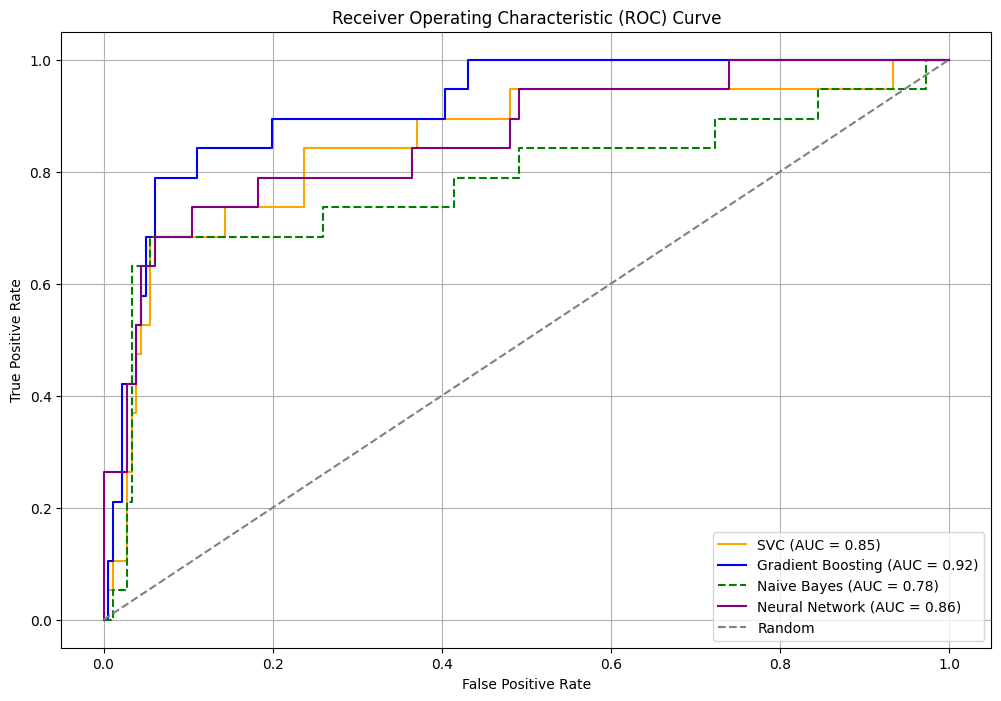 Receiver Operating Characteristic (ROC) Curve
True Positive Rate
1.0
0.8
0.6
0.4
0.2
0.0
SVC (AUC = 0.85)
Gradient Boosting (AUC = 0.92)
Naive Bayes (AUC = 0.78)
Neural Network (AUC = 0.86)
Random
0.0 0.2 0.4 0.6 0.8 1.0
False Positive Rate